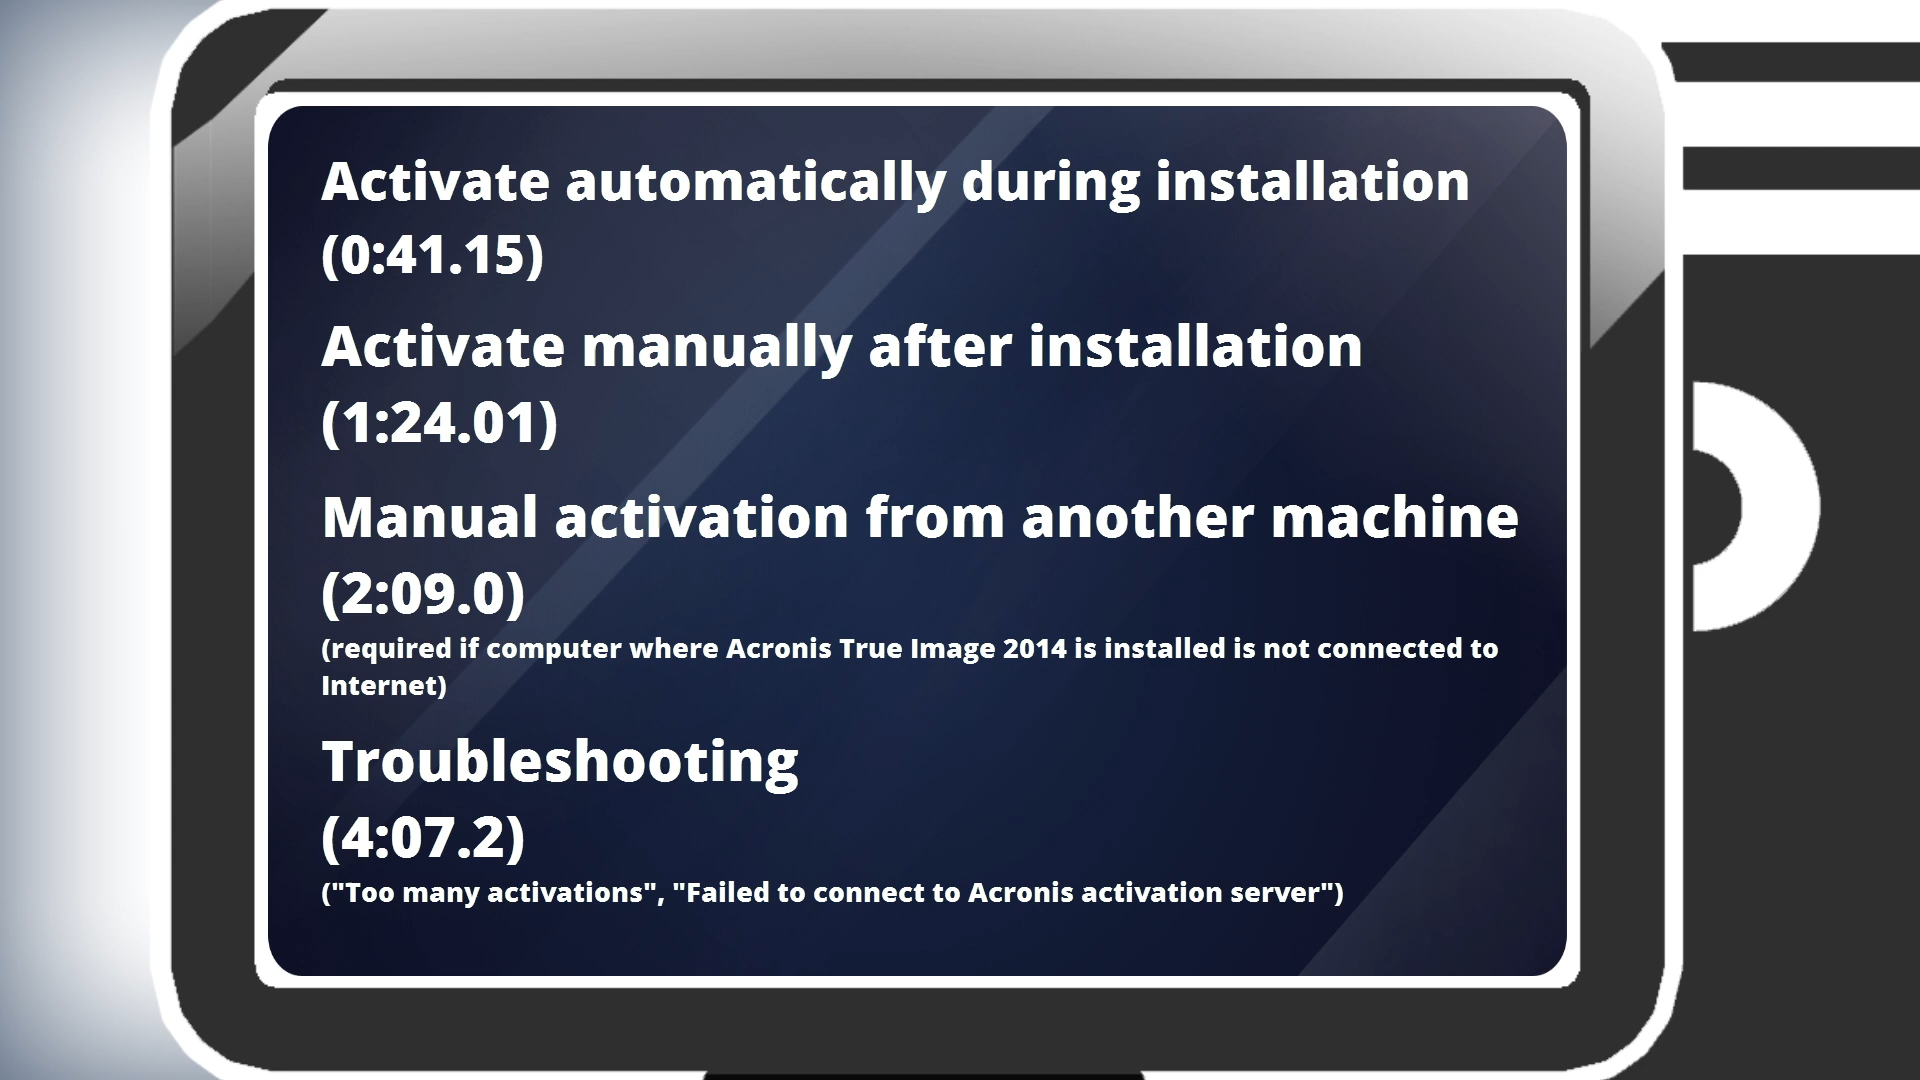 Activate automatically during installation
(0:41.15)
Activate manually after installation
(1:24.01)
Manual activation from another machine
(2:09.0)
(required if computer where Acronis True Image 2014 is installed is not connected to
Internet)
Troubleshooting
(4:07.2)
("Too many activations", "Failed to connect to Acronis activation server")